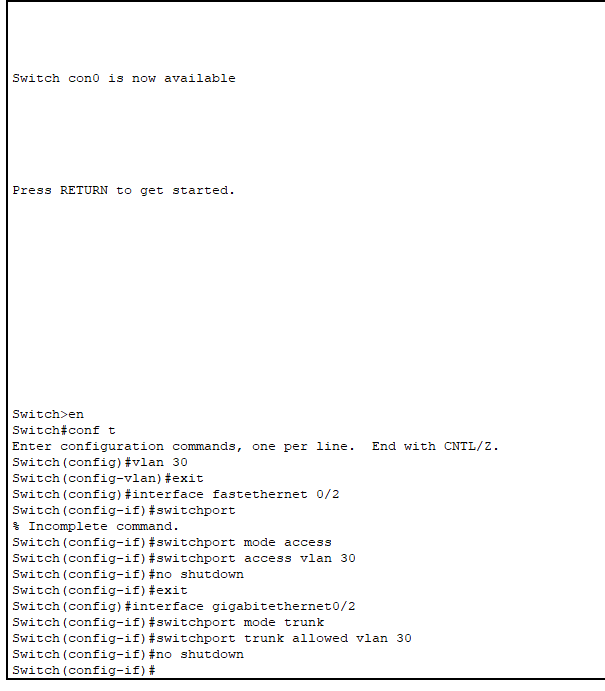 Switch con0 is now available
Press RETURN to get started.
Switch>en
Switch#conf t
Enter configuration commands, one per line.  End with CNTL/Z.
Switch(config)#vlan 30
Switch(config-vlan)#exit
Switch(config)#interface fastethernet 0/2
Switch(config-if)#switchport
% Incomplete command.
Switch(config-if)#switchport mode access
Switch(config-if)#switchport access vlan 30
Switch(config-if)#no shutdown
Switch(config-if)#exit
Switch(config)#interface gigabitethernet0/2
Switch(config-if)#switchport mode trunk
Switch(config-if)#switchport trunk allowed vlan 30
Switch(config-if)#no shutdown
Switch(config-if)#